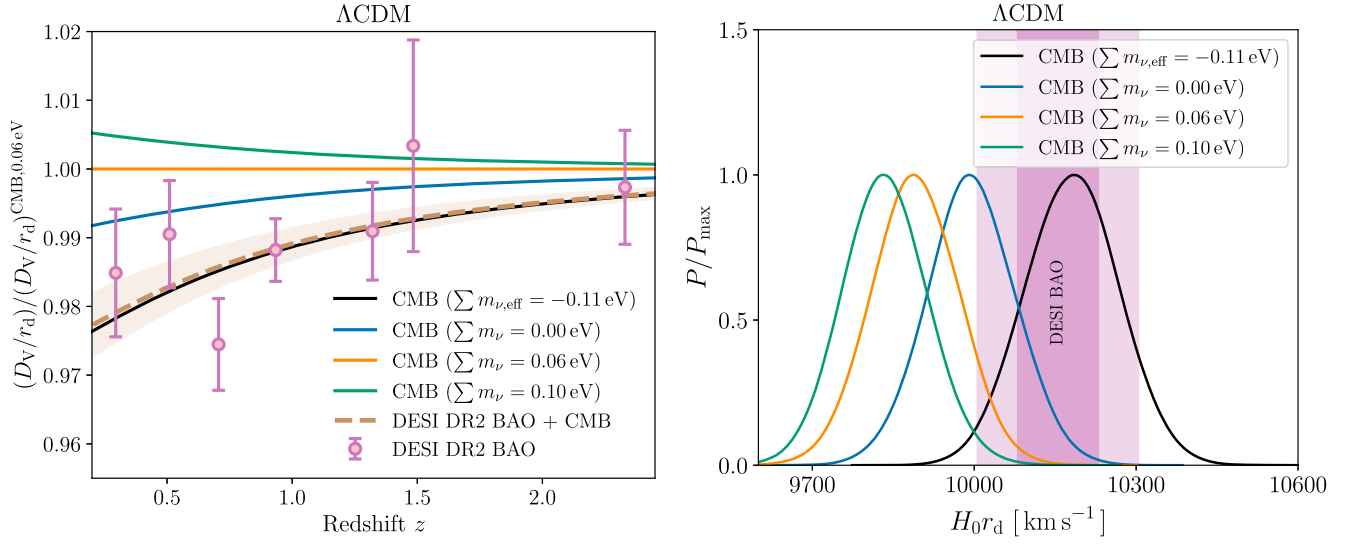 ΛCDM
(D_V/r_d)/(D_V/r_d)^{CMB,0.06 eV}
1.02
1.01
1.00
0.99
0.98
0.97
0.96
CMB (∑ m_{ν,eff} = −0.11 eV)
CMB (∑ m_ν = 0.00 eV)
CMB (∑ m_ν = 0.06 eV)
CMB (∑ m_ν = 0.10 eV)
DESI DR2 BAO + CMB
DESI DR2 BAO
0.5 1.0 1.5 2.0
Redshift z
ΛCDM
P/P_max
1.5
1.0
0.5
0.0
CMB (∑ m_{ν,eff} = −0.11 eV)
CMB (∑ m_ν = 0.00 eV)
CMB (∑ m_ν = 0.06 eV)
CMB (∑ m_ν = 0.10 eV)
DESI BAO
9700 10000 10300 10600
H_0 r_d [km s^{−1}]